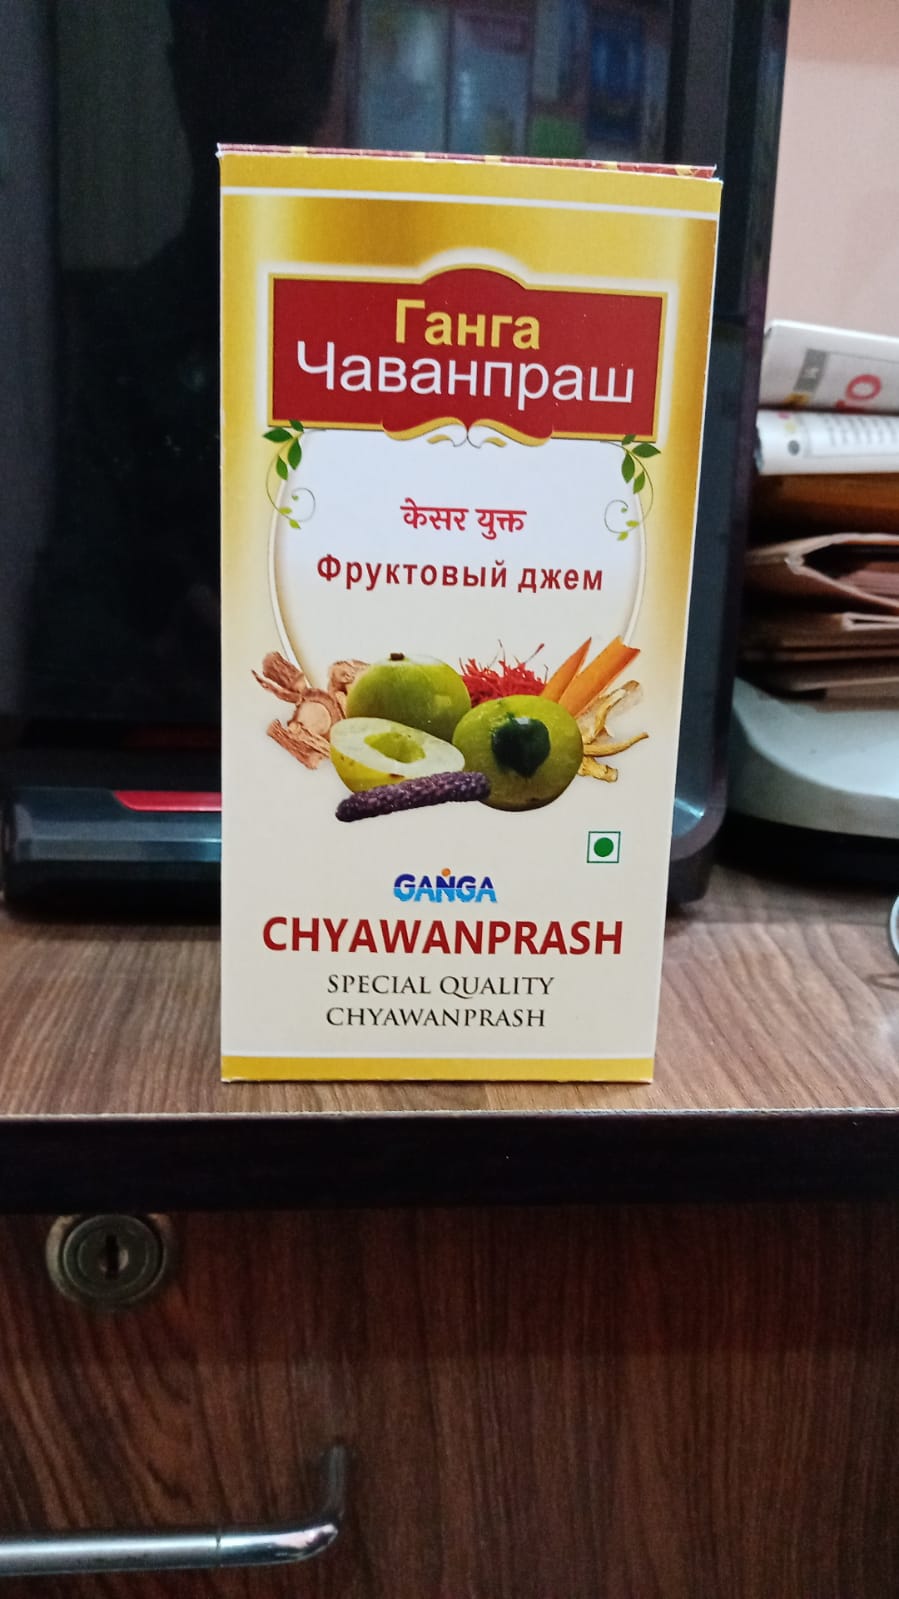 Ганга
Чаванпраш
केसर युक्त
Фруктовый джем
GANGA
CHYAWANPRASH
SPECIAL QUALITY
CHYAWANPRASH